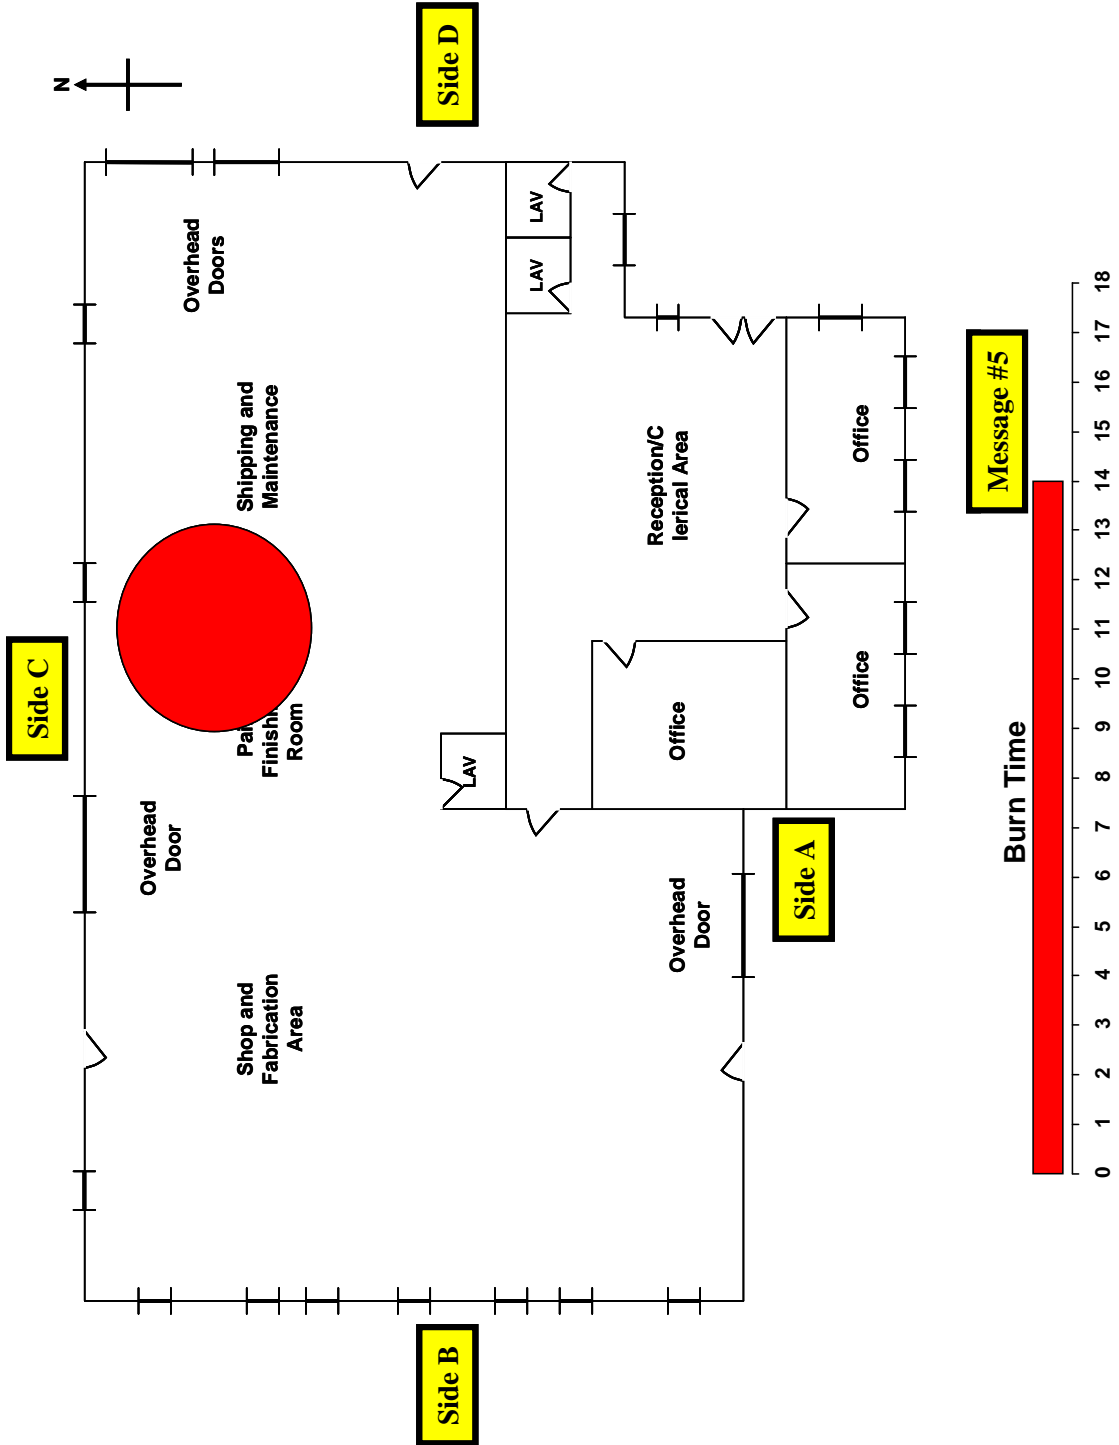 Side C
N
Overhead
Door
Overhead
Doors
Shop and
Fabrication
Area
Room
Shipping and
Maintenance
Side B
LAV
Side D
LAV
LAV
Overhead
Door
Office
Reception/C
lerical Area
Side A
Office
Office
Message #5
Burn Time
0 1 2 3 4 5 6 7 8 9 10 11 12 13 14 15 16 17 18